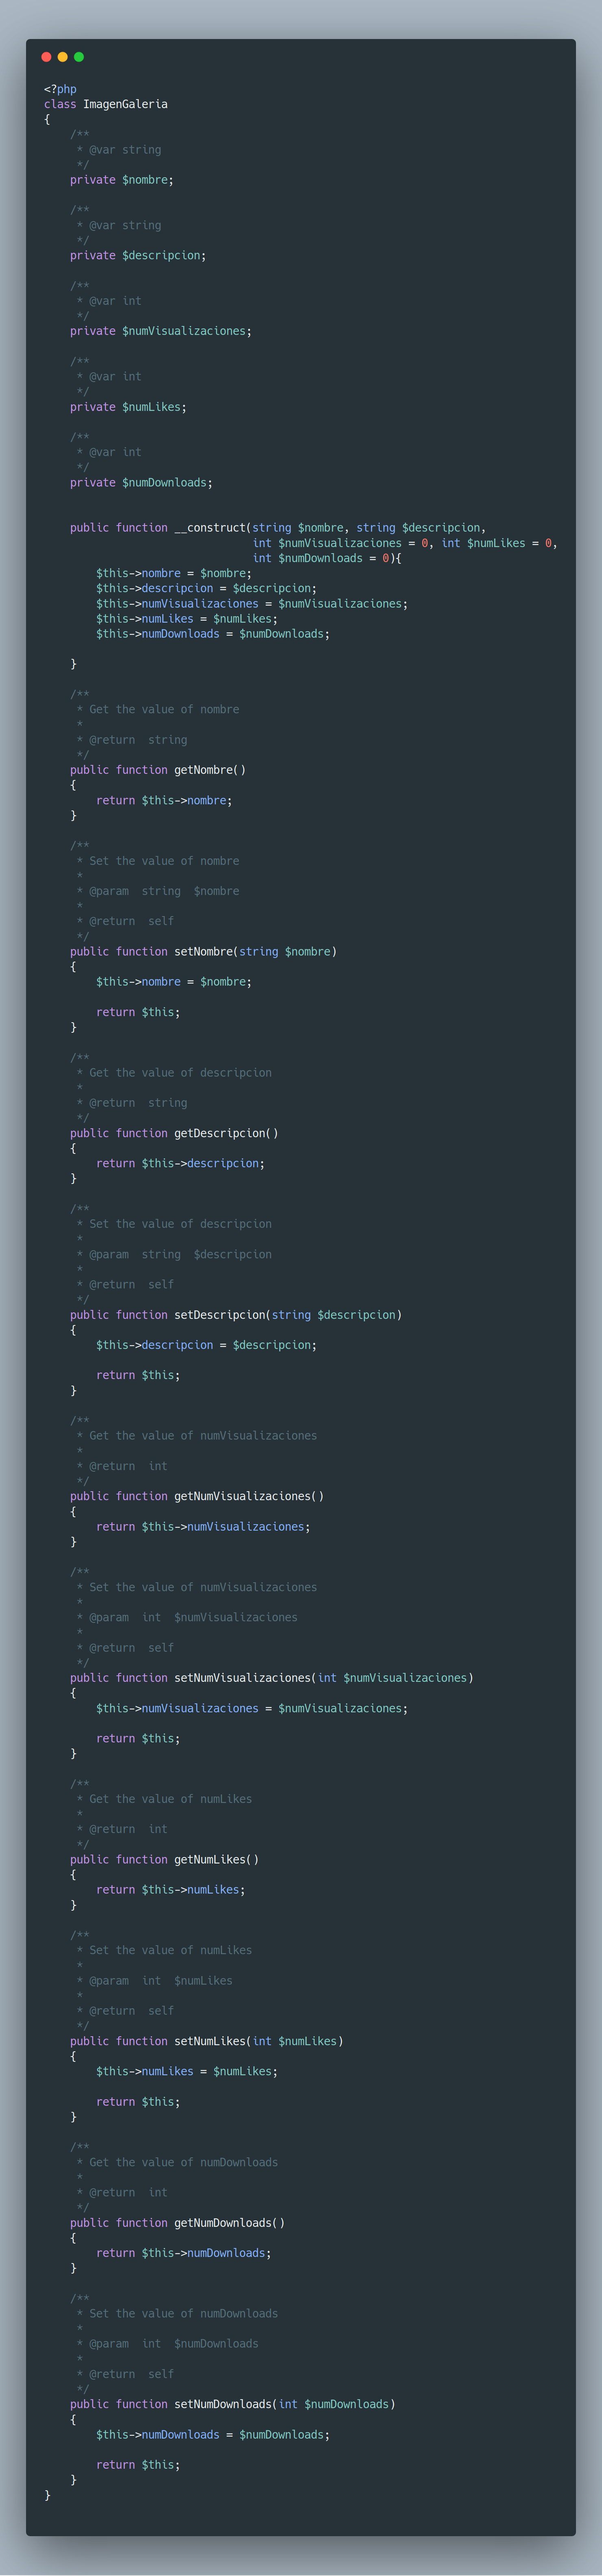 <?php
class ImagenGaleria
{
    /**
     * @var string
     */
    private $nombre;

    /**
     * @var string
     */
    private $descripcion;

    /**
     * @var int
     */
    private $numVisualizaciones;

    /**
     * @var int
     */
    private $numLikes;

    /**
     * @var int
     */
    private $numDownloads;


    public function __construct(string $nombre, string $descripcion,
                                int $numVisualizaciones = 0, int $numLikes = 0,
                                int $numDownloads = 0){
        $this->nombre = $nombre;
        $this->descripcion = $descripcion;
        $this->numVisualizaciones = $numVisualizaciones;
        $this->numLikes = $numLikes;
        $this->numDownloads = $numDownloads;

    }

    /**
     * Get the value of nombre
     *
     * @return  string
     */
    public function getNombre()
    {
        return $this->nombre;
    }

    /**
     * Set the value of nombre
     *
     * @param  string  $nombre
     *
     * @return  self
     */
    public function setNombre(string $nombre)
    {
        $this->nombre = $nombre;

        return $this;
    }

    /**
     * Get the value of descripcion
     *
     * @return  string
     */
    public function getDescripcion()
    {
        return $this->descripcion;
    }

    /**
     * Set the value of descripcion
     *
     * @param  string  $descripcion
     *
     * @return  self
     */
    public function setDescripcion(string $descripcion)
    {
        $this->descripcion = $descripcion;

        return $this;
    }

    /**
     * Get the value of numVisualizaciones
     *
     * @return  int
     */
    public function getNumVisualizaciones()
    {
        return $this->numVisualizaciones;
    }

    /**
     * Set the value of numVisualizaciones
     *
     * @param  int  $numVisualizaciones
     *
     * @return  self
     */
    public function setNumVisualizaciones(int $numVisualizaciones)
    {
        $this->numVisualizaciones = $numVisualizaciones;

        return $this;
    }

    /**
     * Get the value of numLikes
     *
     * @return  int
     */
    public function getNumLikes()
    {
        return $this->numLikes;
    }

    /**
     * Set the value of numLikes
     *
     * @param  int  $numLikes
     *
     * @return  self
     */
    public function setNumLikes(int $numLikes)
    {
        $this->numLikes = $numLikes;

        return $this;
    }

    /**
     * Get the value of numDownloads
     *
     * @return  int
     */
    public function getNumDownloads()
    {
        return $this->numDownloads;
    }

    /**
     * Set the value of numDownloads
     *
     * @param  int  $numDownloads
     *
     * @return  self
     */
    public function setNumDownloads(int $numDownloads)
    {
        $this->numDownloads = $numDownloads;

        return $this;
    }
}